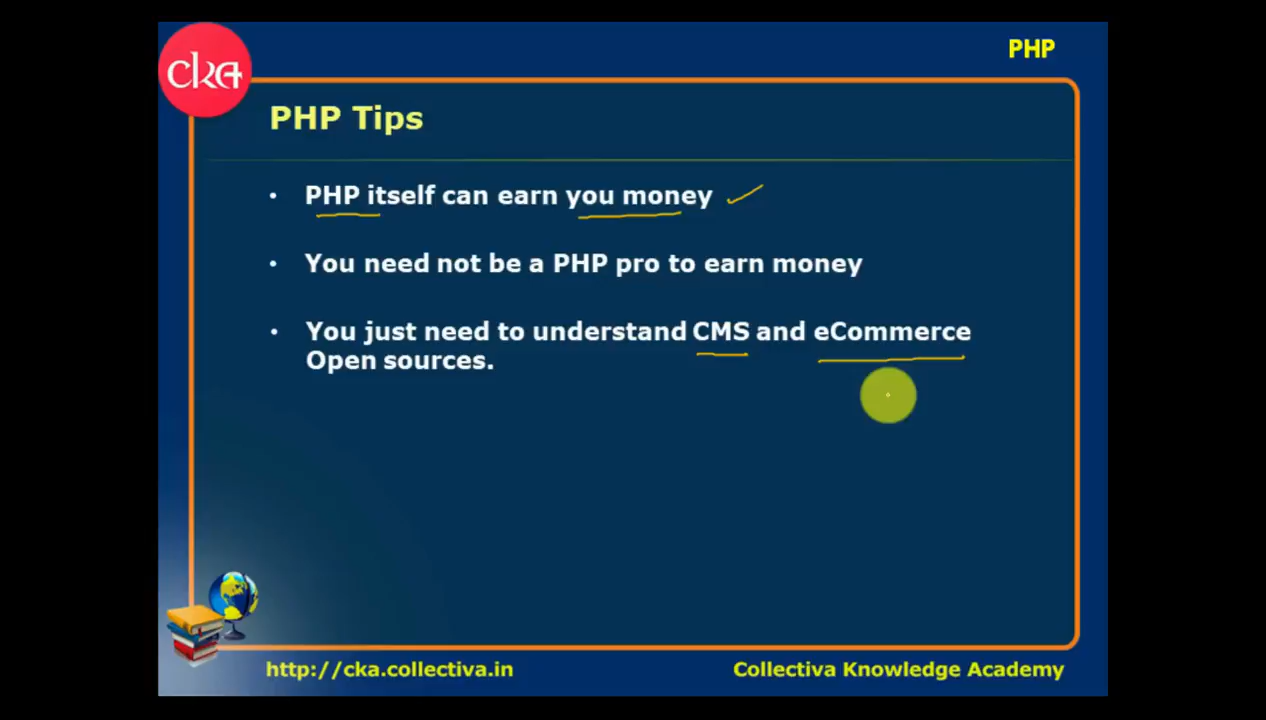 cka
PHP
PHP Tips
• PHP itself can earn you money
• You need not be a PHP pro to earn money
• You just need to understand CMS and eCommerce
Open sources.
http://cka.collectiva.in
Collectiva Knowledge Academy